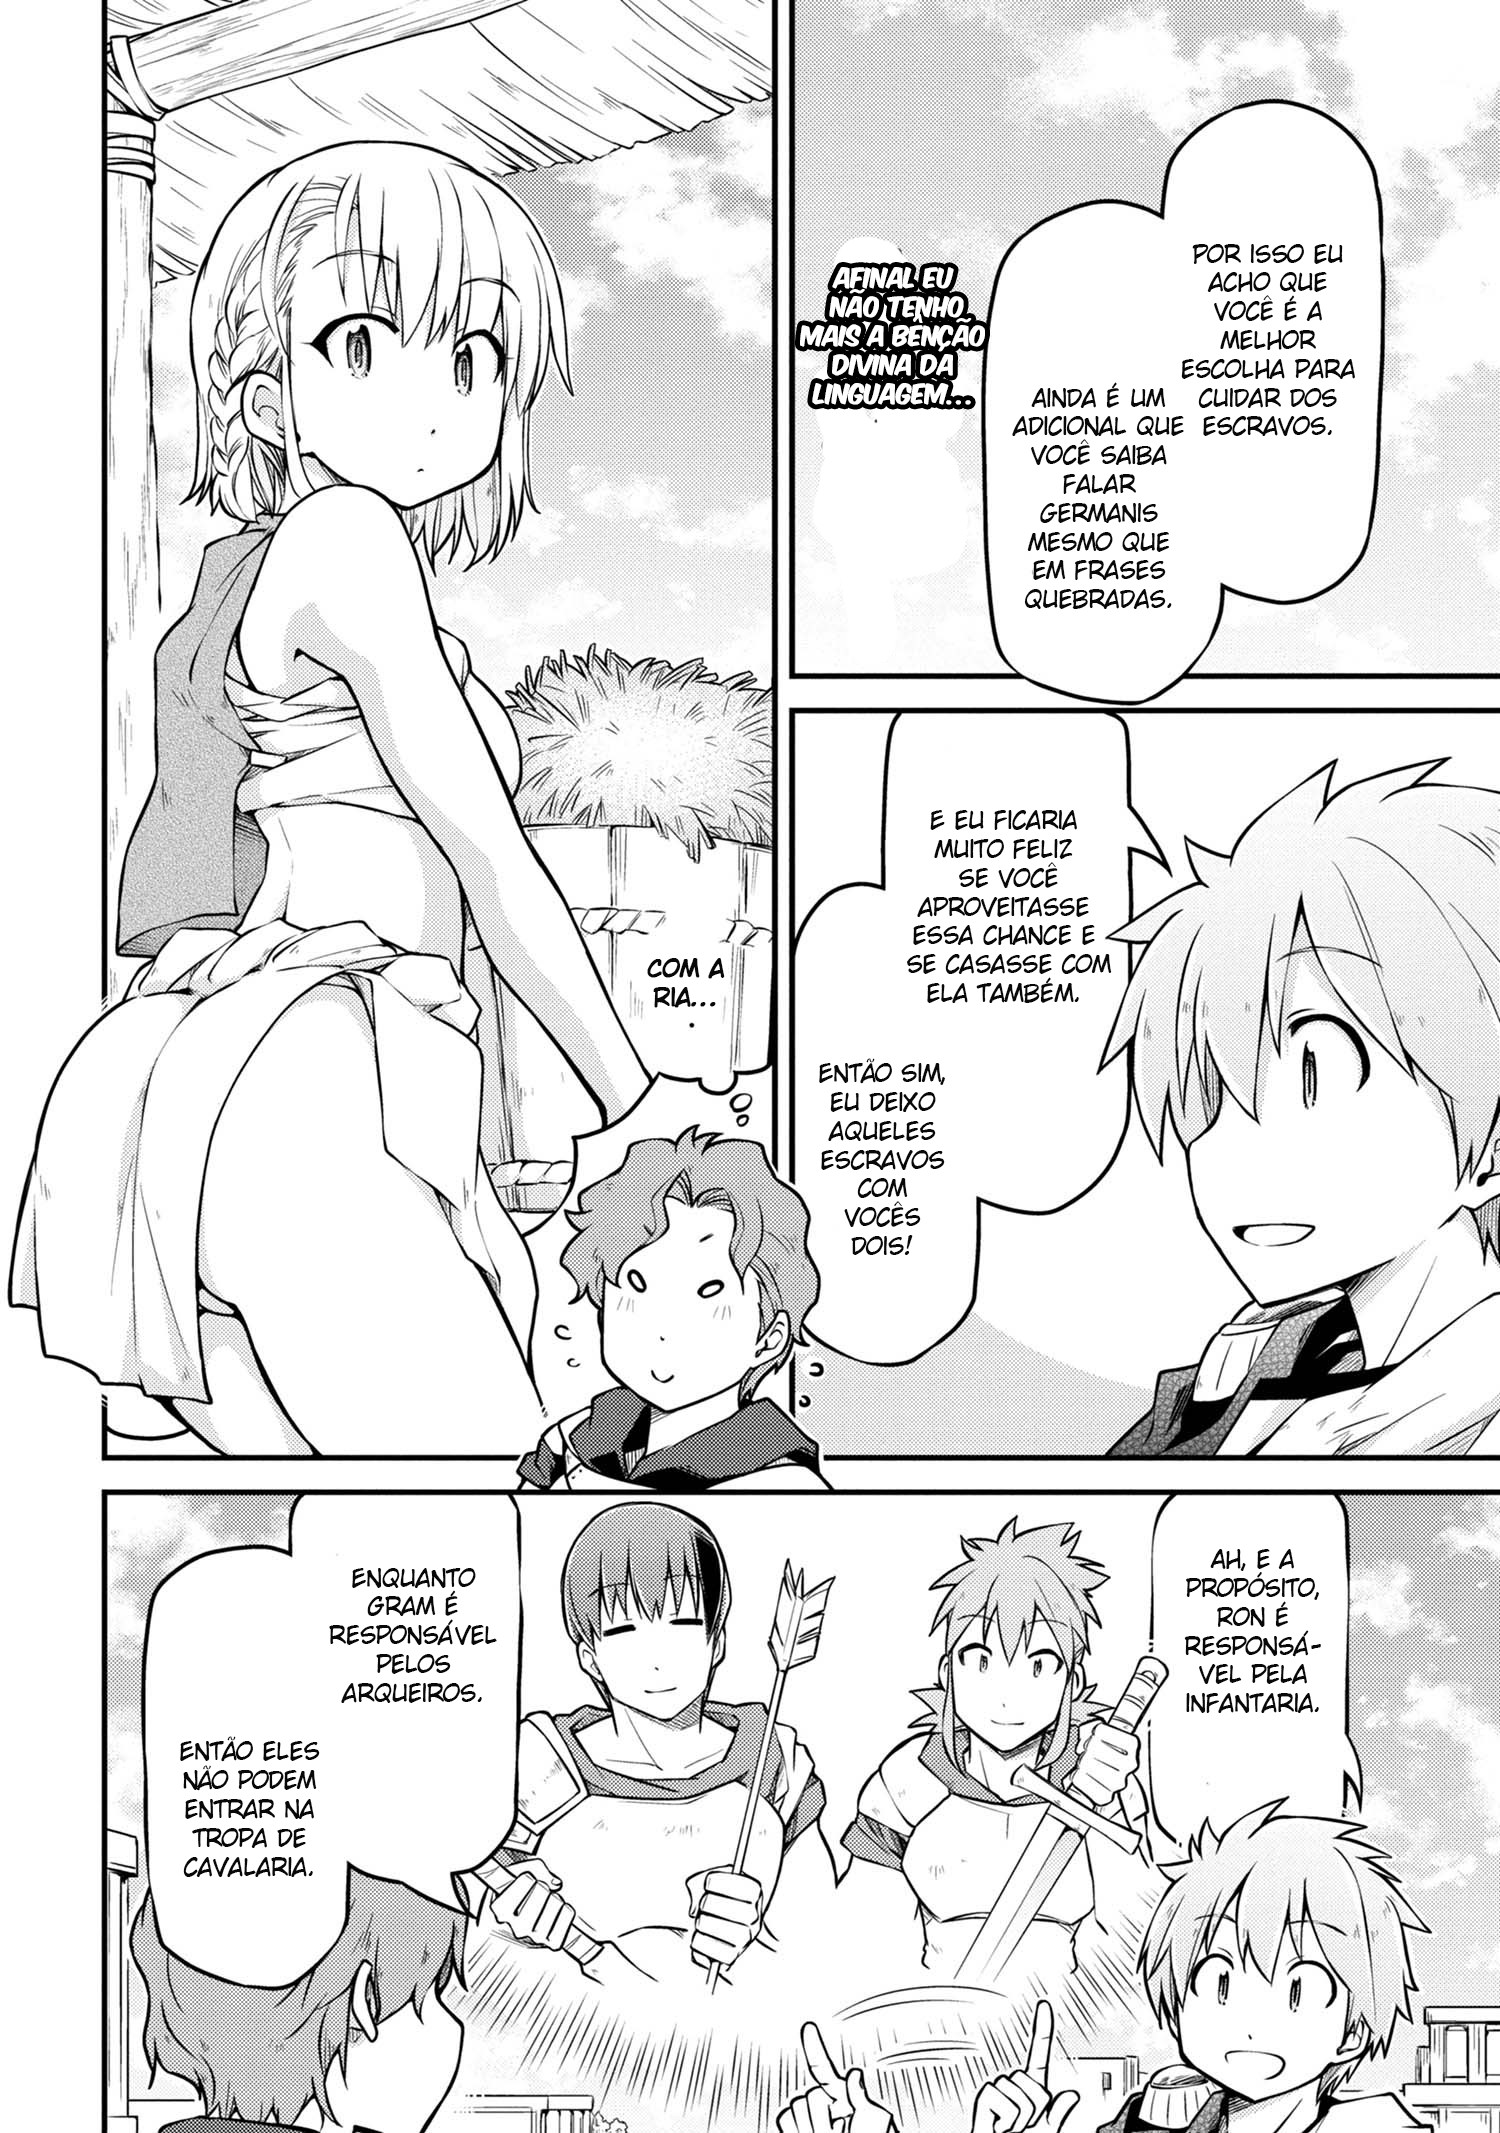 POR ISSO EU
ACHO QUE
VOCÊ É A
MELHOR
ESCOLHA PARA
CUIDAR DOS
ESCRAVOS.
AINDA É UM
ADICIONAL QUE
VOCÊ SAIBA
FALAR
GERMANIS
MESMO QUE
EM FRASES
QUEBRADAS.
AFINAL EU
NÃO TENHO
MAIS A BÊNÇÃO
DIVINA DA
LINGUAGEM...
E EU FICARIA
MUITO FELIZ
SE VOCÊ
APROVEITASSE
ESSA CHANCE E
SE CASASSE COM
ELA TAMBÉM.
ENTÃO SIM,
EU DEIXO
AQUELES
ESCRAVOS
COM
VOCÊS
DOIS!
COM A
RIA...
AH, E A
PROPÓSITO,
RON É
RESPONSÁ-
VEL PELA
INFANTARIA.
ENQUANTO
GRAM É
RESPONSÁVEL
PELOS
ARQUEIROS.
ENTÃO ELES
NÃO PODEM
ENTRAR NA
TROPA DE
CAVALARIA.